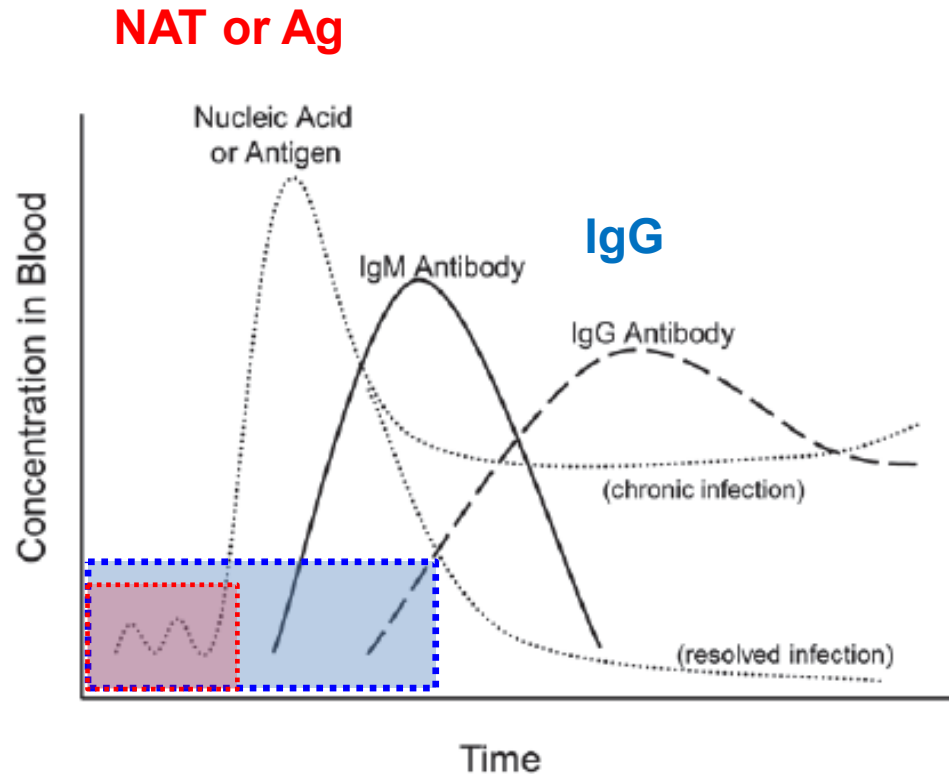 NAT or Ag
Nucleic Acid
or Antigen
IgG
IgM Antibody
IgG Antibody
Concentration in Blood
(chronic infection)
(resolved infection)
Time